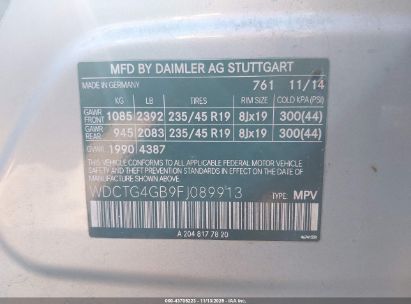 MFD BY DAIMLER AG STUTTGART
MADE IN GERMANY 761 11/14
KG LB TIRES RIM SIZE COLD KPA (PSI)
GAWR FRONT 1085 2392 235/45 R19 8Jx19 300(44)
GAWR REAR 945 2083 235/45 R19 8Jx19 300(44)
GVWR 1990 4387
THIS VEHICLE CONFORMS TO ALL APPLICABLE U.S. FEDERAL
MOTOR VEHICLE SAFETY AND THEFT PREVENTION STANDARDS
IN EFFECT ON THE DATE OF MANUFACTURE SHOWN ABOVE.
WDCTG4GB9FJ089913
TYPE: MPV
A 204 817 78 20